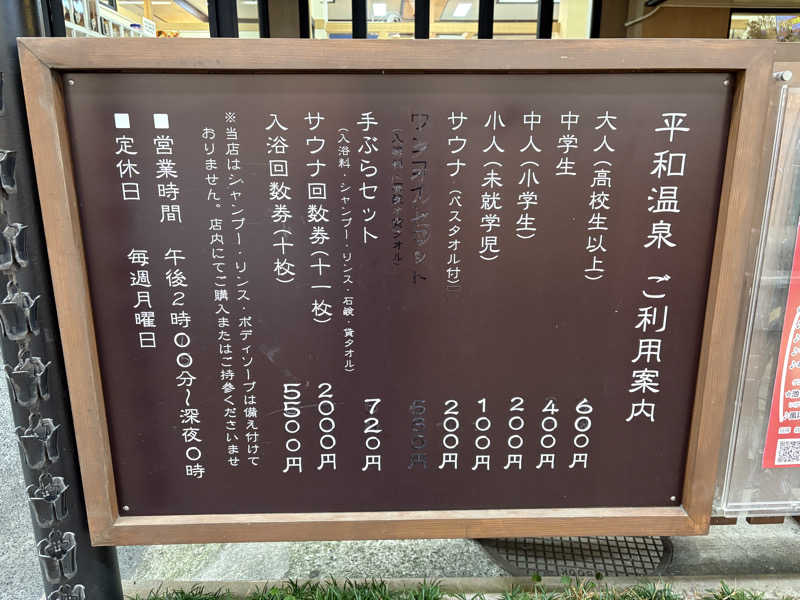 平和温泉 ご利用案内
大人(高校生以上) 600円
中学生 400円
中人(小学生) 200円
小人(未就学児) 100円
サウナ(バスタオル付) 200円
手ぶらセット 720円
(入浴料・シャンプー・リンス・石鹸・貸タオル)
サウナ回数券(十一枚) 2000円
入浴回数券(十枚) 5500円
※当店はシャンプー・リンス・ボディソープは備え付けて
おりません。店内にてご購入またはご持参くださいませ
■営業時間 午後2時00分~深夜0時
■定休日 毎週月曜日